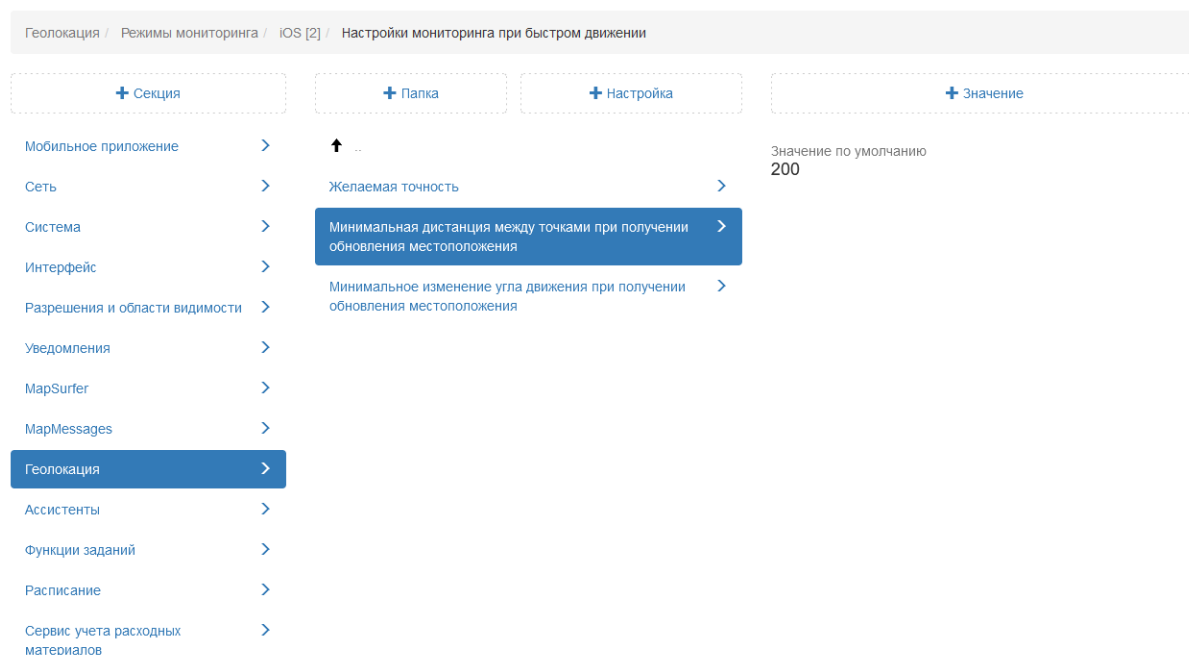 Геолокация / Режимы мониторинга / iOS [2] / Настройки мониторинга при быстром движении
+ Секция
+ Папка
+ Настройка
+ Значение
Мобильное приложение
Сеть
Система
Интерфейс
Разрешения и области видимости
Уведомления
MapSurfer
MapMessages
Геолокация
Ассистенты
Функции заданий
Расписание
Сервис учета расходных
материалов
..
Желаемая точность
Минимальная дистанция между точками при получении
обновления местоположения
Минимальное изменение угла движения при получении
обновления местоположения
Значение по умолчанию
200